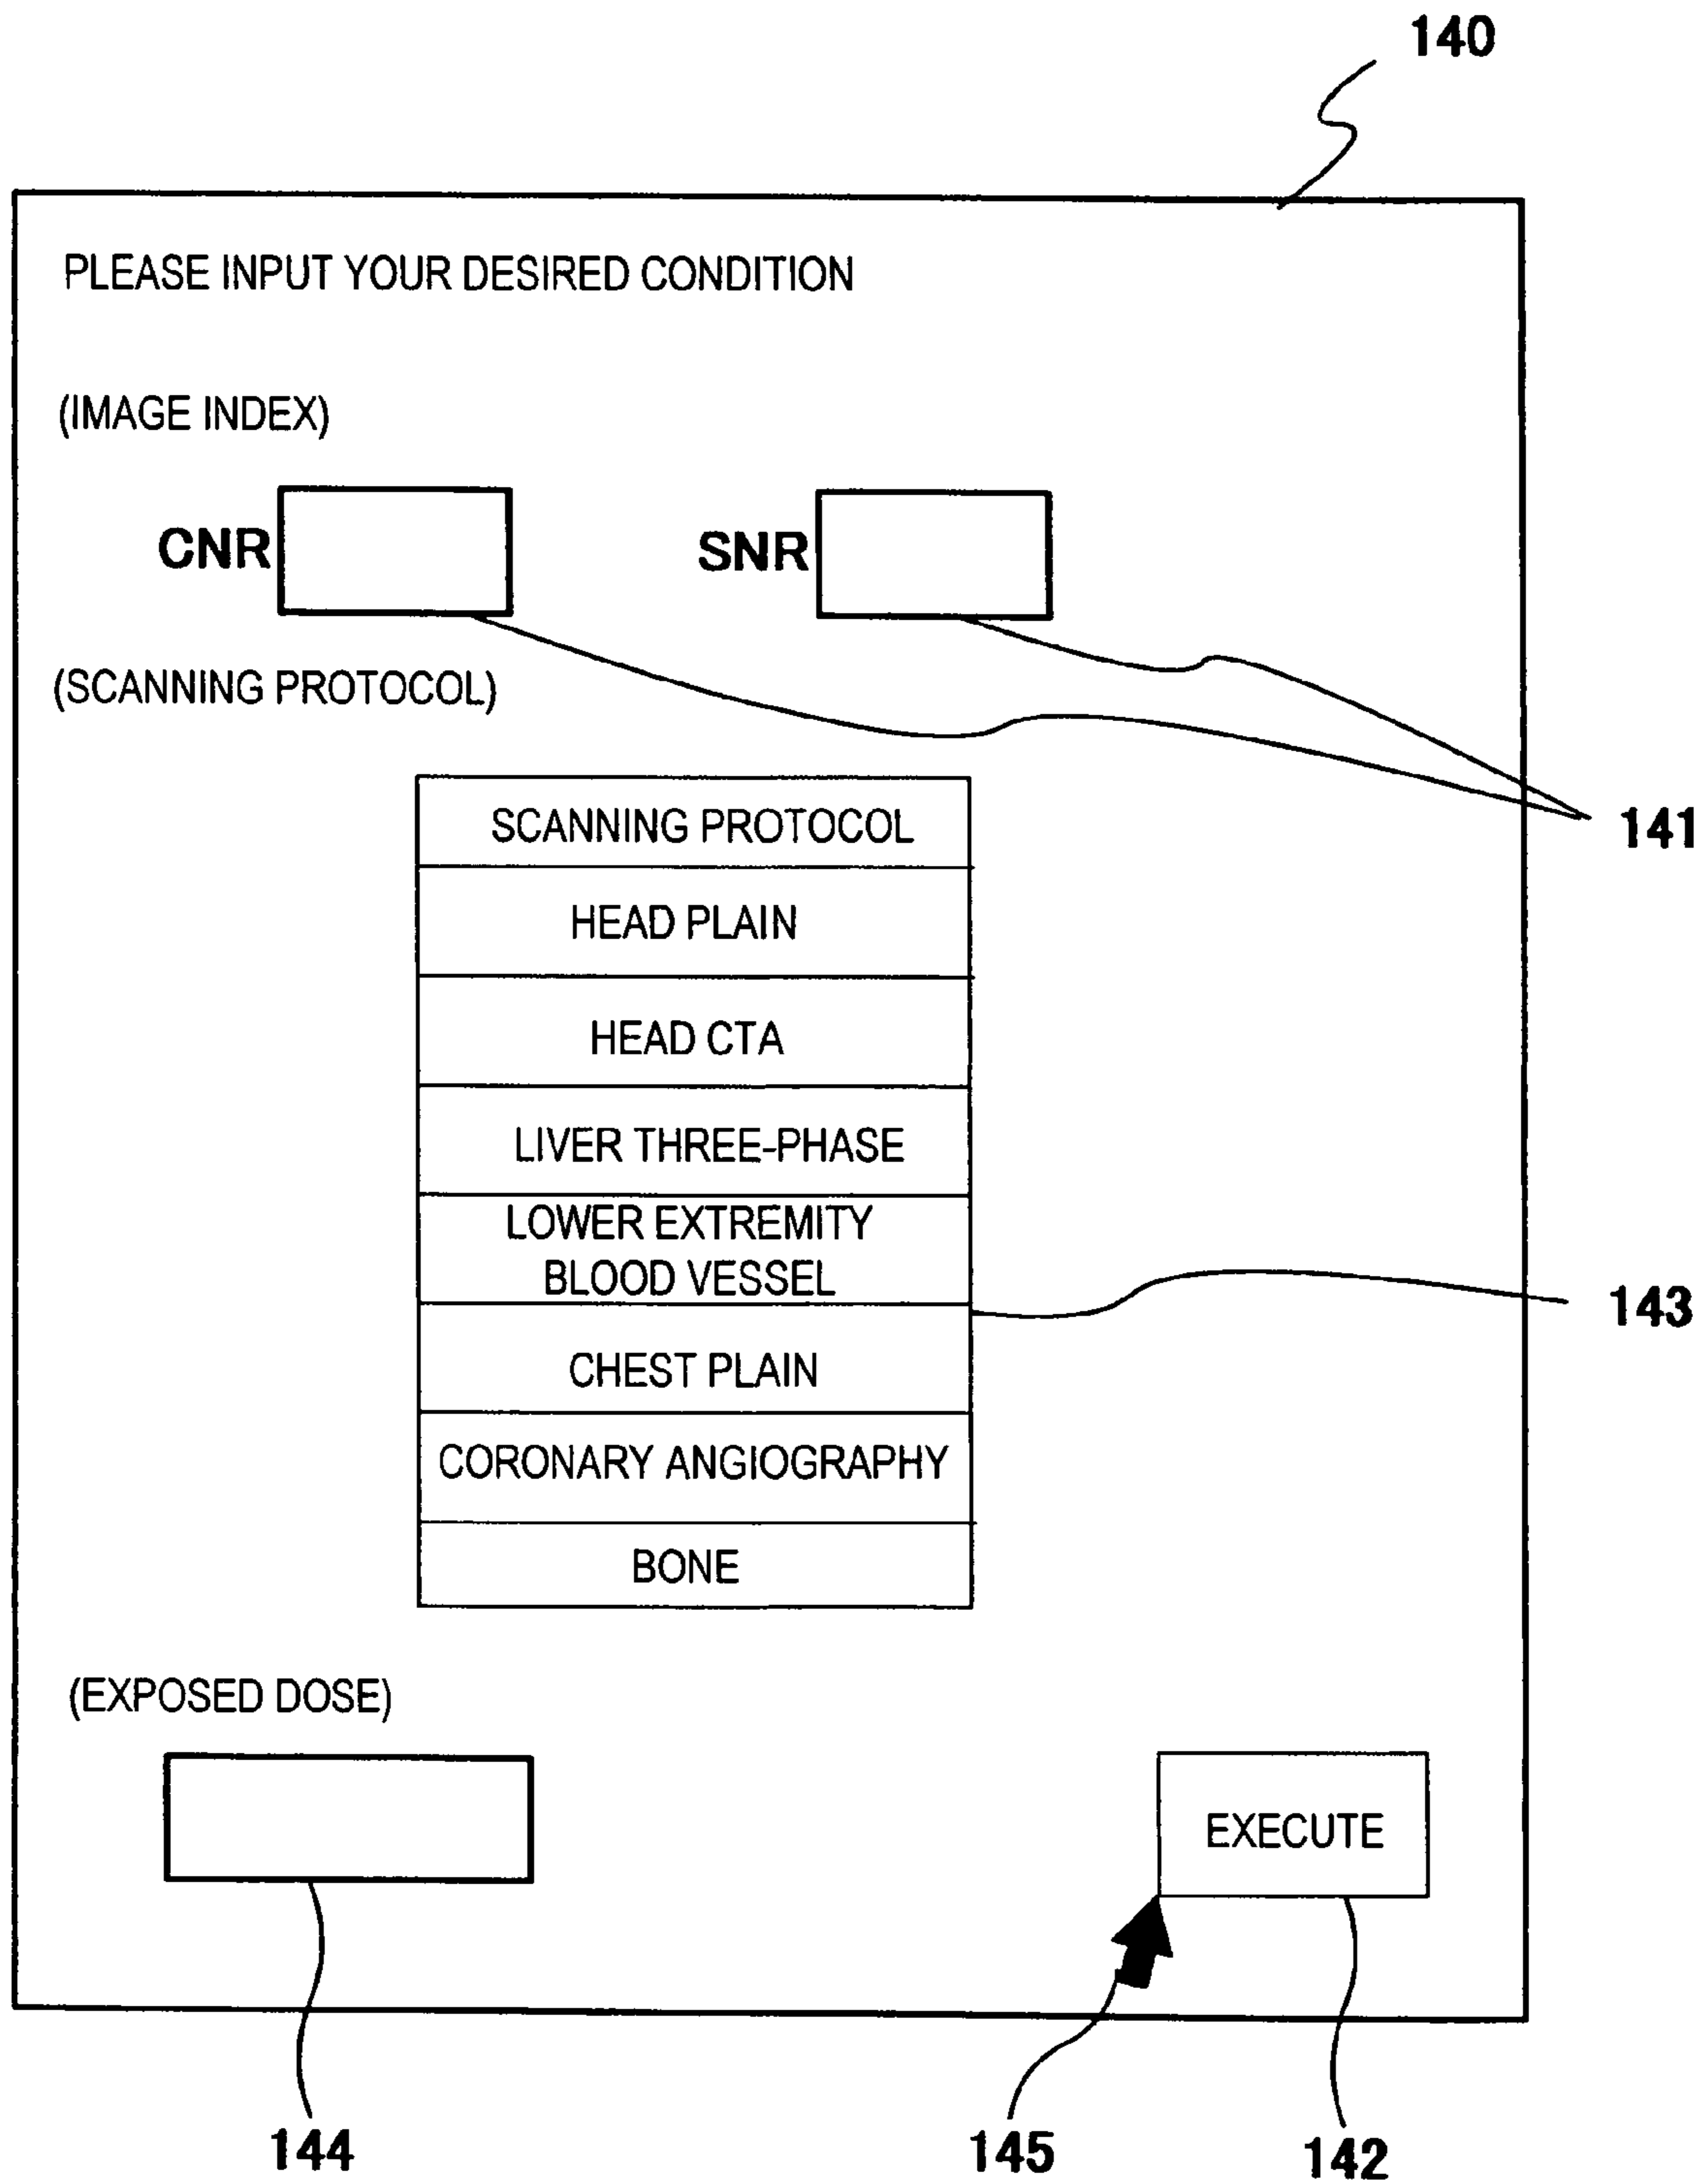 140
PLEASE INPUT YOUR DESIRED CONDITION
(IMAGE INDEX)
CNR
SNR
(SCANNING PROTOCOL)
141
SCANNING PROTOCOL
HEAD PLAIN
HEAD CTA
LIVER THREE-PHASE
LOWER EXTREMITY
BLOOD VESSEL
143
CHEST PLAIN
CORONARY ANGIOGRAPHY
BONE
(EXPOSED DOSE)
EXECUTE
144
145
142